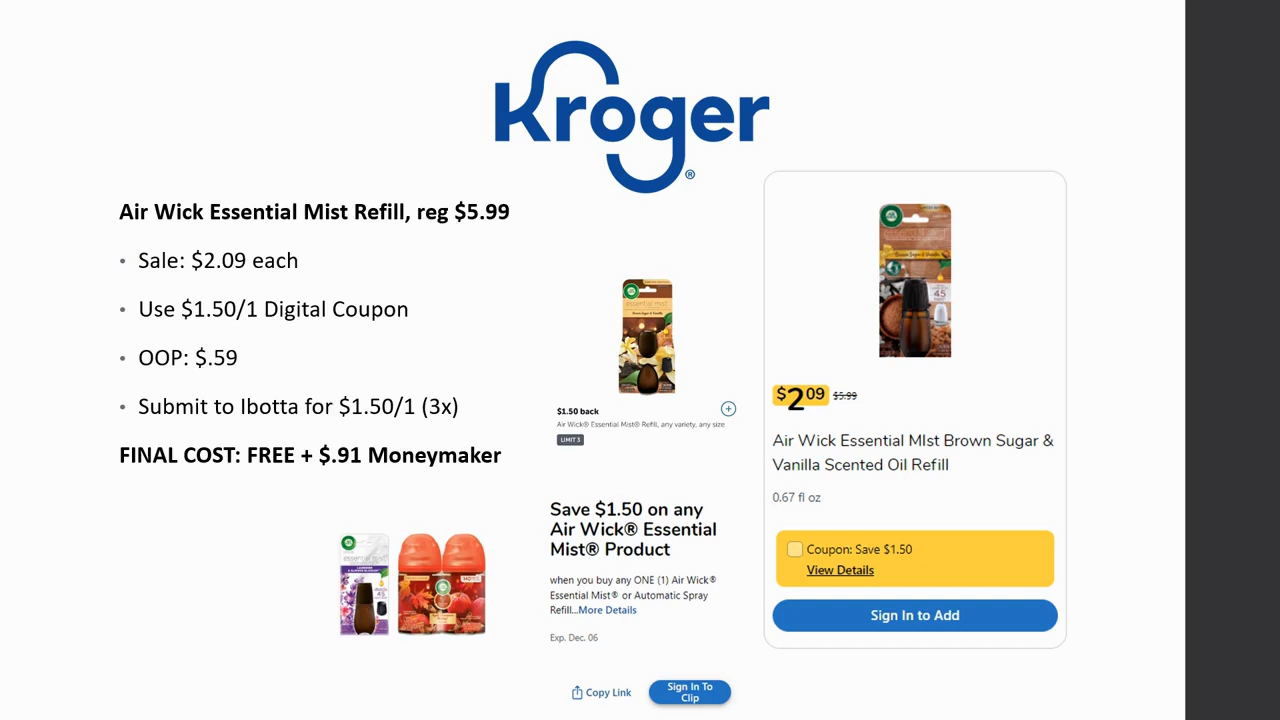 Kroger
®
Air Wick Essential Mist Refill, reg $5.99
• Sale: $2.09 each
• Use $1.50/1 Digital Coupon
• OOP: $.59
• Submit to Ibotta for $1.50/1 (3x)
FINAL COST: FREE + $.91 Moneymaker
$1.50 back
Air Wick® Essential Mist® Refill, any variety, any size
LIMIT 3
Save $1.50 on any
Air Wick® Essential
Mist® Product
when you buy any ONE (1) Air Wick®
Essential Mist® or Automatic Spray
Refill...More Details
Exp. Dec. 06
Copy Link
Sign In To
Clip
essential mist
45
$2.09 $5.99
Air Wick Essential MIst Brown Sugar &
Vanilla Scented Oil Refill
0.67 fl oz
Coupon: Save $1.50
View Details
Sign In to Add